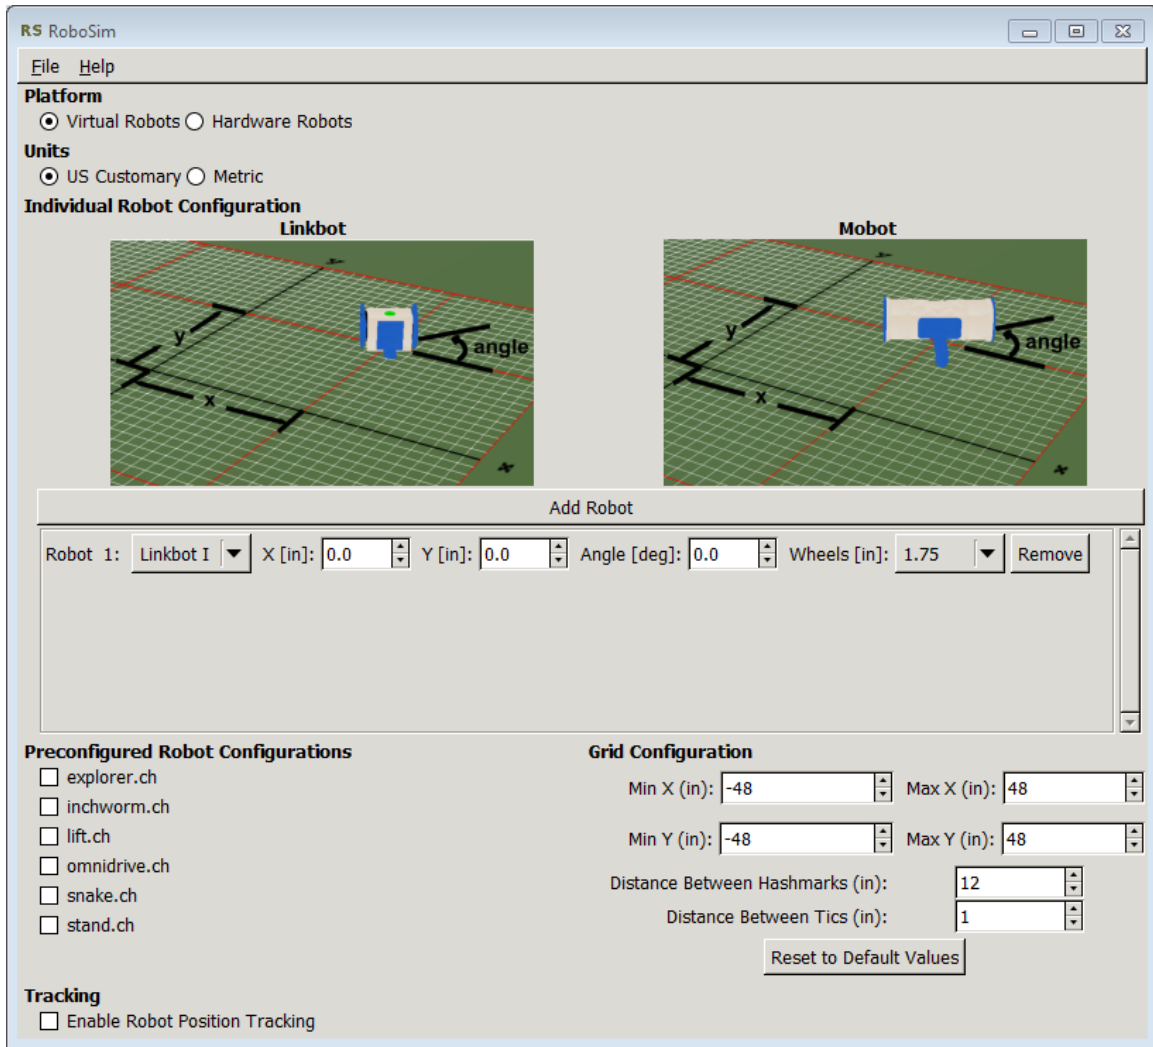 RS RoboSim
File Help
Platform
Virtual Robots Hardware Robots
Units
US Customary Metric
Individual Robot Configuration
Linkbot Mobot
y x angle x y
y x angle x y
Add Robot
Robot 1: Linkbot I X [in]: 0.0 Y [in]: 0.0 Angle [deg]: 0.0 Wheels [in]: 1.75 Remove
Preconfigured Robot Configurations
explorer.ch
inchworm.ch
lift.ch
omnidrive.ch
snake.ch
stand.ch
Grid Configuration
Min X (in): -48 Max X (in): 48
Min Y (in): -48 Max Y (in): 48
Distance Between Hashmarks (in): 12
Distance Between Tics (in): 1
Reset to Default Values
Tracking
Enable Robot Position Tracking